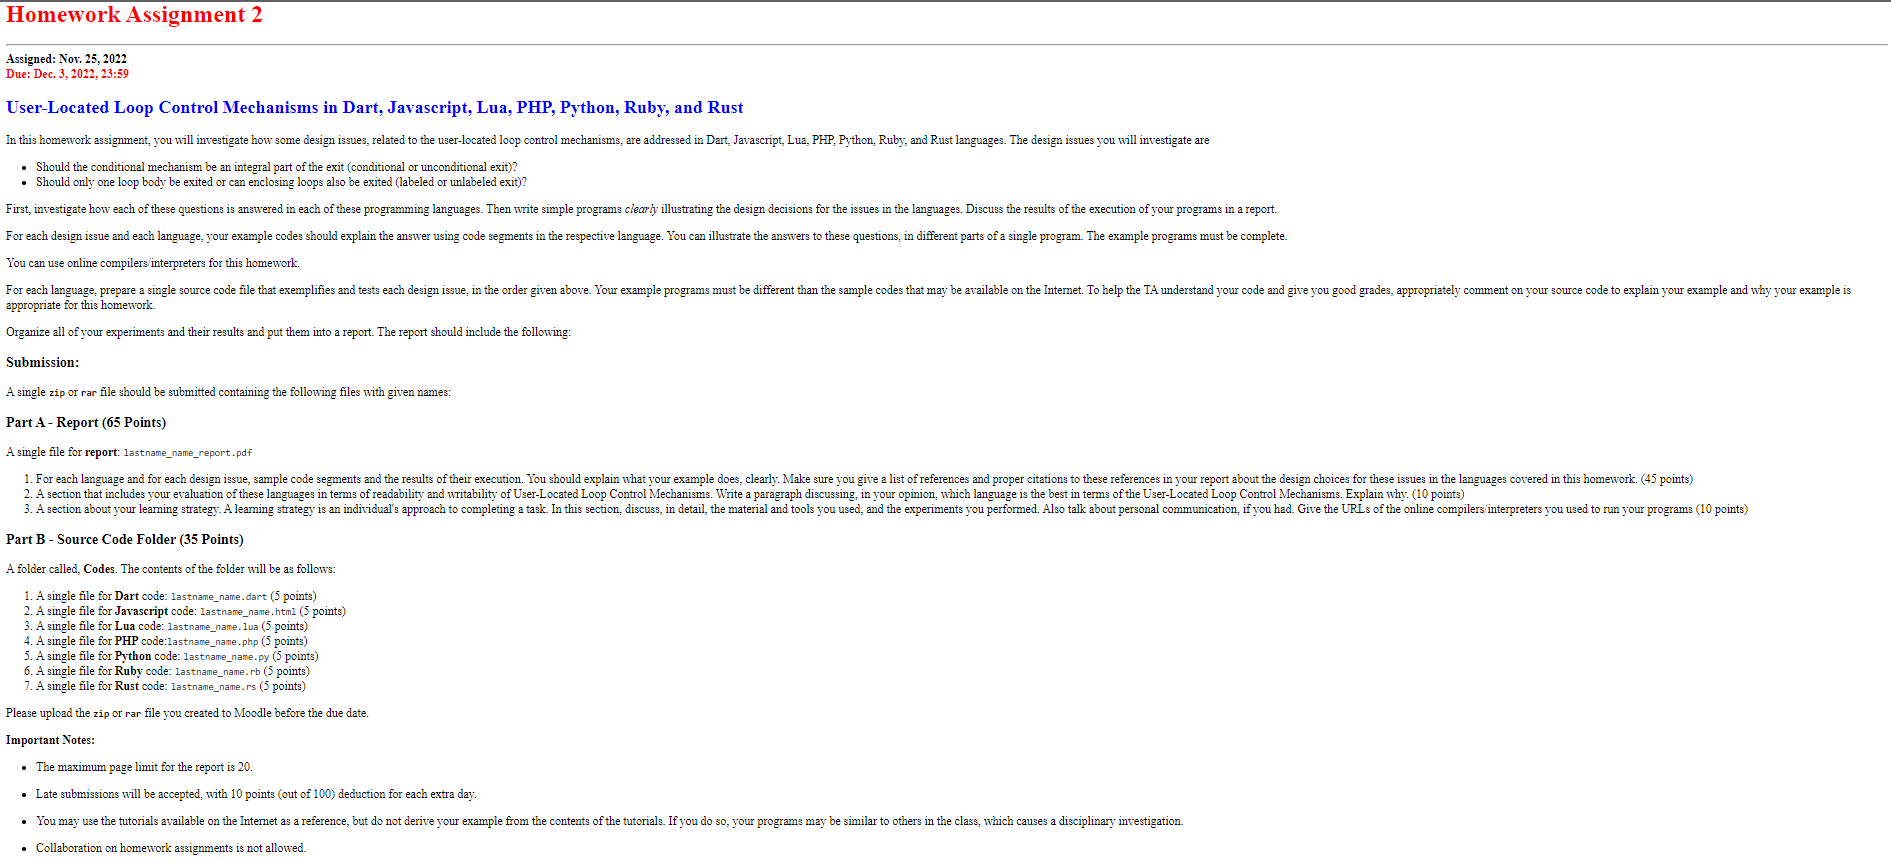 Homework Assignment 2
Assigned: Nov. 25, 2022
Due: Dec. 3, 2022, 23:59
User-Located Loop Control Mechanisms in Dart, Javascript, Lua, PHP, Python, Ruby, and Rust
In this homework assignment, you will investigate how some design issues, related to the user-located loop control mechanisms, are addressed in Dart, Javascript, Lua, PHP, Python, Ruby, and Rust languages. The design issues you will investigate are
• Should the conditional mechanism be an integral part of the exit (conditional or unconditional exit)?
• Should only one loop body be exited or can enclosing loops also be exited (labeled or unlabeled exit)?
First, investigate how each of these questions is answered in each of these programming languages. Then write simple programs clearly illustrating the design decisions for the issues in the languages. Discuss the results of the execution of your programs in a report.
For each design issue and each language, your example codes should explain the answer using code segments in the respective language. You can illustrate the answers to these questions, in different parts of a single program. The example programs must be complete.
You can use online compilers/interpreters for this homework.
For each language, prepare a single source code file that exemplifies and tests each design issue, in the order given above. Your example programs must be different than the sample codes that may be available on the Internet. To help the TA understand your code and give you good grades, appropriately comment on your source code to explain your example and why your example is
appropriate for this homework.
Organize all of your experiments and their results and put them into a report. The report should include the following:
Submission:
A single zip or rar file should be submitted containing the following files with given names:
Part A - Report (65 Points)
A single file for report: lastname_name_report.pdf
1. For each language and for each design issue, sample code segments and the results of their execution. You should explain what your example does, clearly. Make sure you give a list of references and proper citations to these references in your report about the design choices for these issues in the languages covered in this homework. (45 points)
2. A section that includes your evaluation of these languages in terms of readability and writability of User-Located Loop Control Mechanisms. Write a paragraph discussing, in your opinion, which language is the best in terms of the User-Located Loop Control Mechanisms. Explain why. (10 points)
3. A section about your learning strategy. A learning strategy is an individual's approach to completing a task. In this section, discuss, in detail, the material and tools you used, and the experiments you performed. Also talk about personal communication, if you had. Give the URLs of the online compilers/interpreters you used to run your programs (10 points)
Part B - Source Code Folder (35 Points)
A folder called, Codes. The contents of the folder will be as follows:
1. A single file for Dart code: lastname_name.dart (5 points)
2. A single file for Javascript code: lastname_name.html (5 points)
3. A single file for Lua code: lastname_name.lua (5 points)
4. A single file for PHP code:lastname_name.php (5 points)
5. A single file for Python code: lastname_name.py (5 points)
6. A single file for Ruby code: lastname_name.rb (5 points)
7. A single file for Rust code: lastname_name.rs (5 points)
Please upload the zip or rar file you created to Moodle before the due date.
Important Notes:
• The maximum page limit for the report is 20.
• Late submissions will be accepted, with 10 points (out of 100) deduction for each extra day.
• You may use the tutorials available on the Internet as a reference, but do not derive your example from the contents of the tutorials. If you do so, your programs may be similar to others in the class, which causes a disciplinary investigation.
• Collaboration on homework assignments is not allowed.